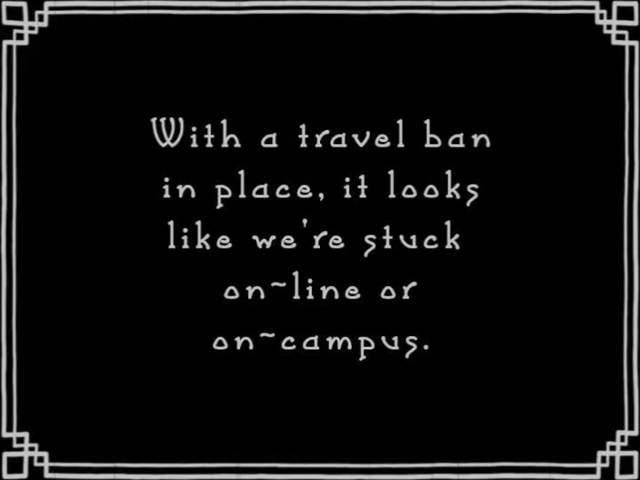 With a travel ban
in place, it looks
like we're stuck
on~line or
on~campus.